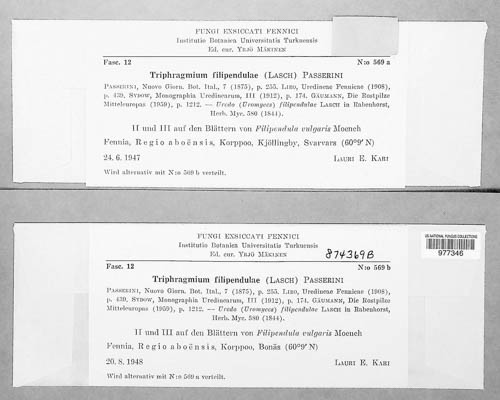 FUNGI EXSICCATI FENNICI
Instituto Botanica Universitatis Turkuensis
Ed. cur. YRJÖ MÄKINEN
Fasc. 12 N:o 569 a
Triphragmium filipendulae (LASCH) PASSERINI
PASSERINI, Nuovo Giorn. Bot. Ital., 7 (1875), p. 255. LIRO, Uredineae Fennicae (1908),
p. 439. SYDOW, Monographia Uredinearum, III (1912), p. 174. GÄUMANN, Die Rostpilze
Mitteleuropas (1959), p. 1212. — Uredo (Uromyces) filipendulae LASCH in Rabenhorst,
Herb. Myc. 580 (1844).
II und III auf den Blättern von Filipendula vulgaris Moench
Fennia, Regio aboënsis, Korppoo, Kjöllingby, Svarvars (60°9' N)
24. 6. 1947 LAURI E. KARI
Wird alternativ mit N:o 569 b verteilt.
FUNGI EXSICCATI FENNICI
Institutio Botanica Universitatis Turkuensis
Ed. cur. YRJÖ MÄKINEN
874369B
US NATIONAL FUNGUS COLLECTIONS
977346
Fasc. 12 N:o 569 b
Triphragmium filipendulae (LASCH) PASSERINI
PASSERINI, Nuovo Giorn. Bot. Ital., 7 (1875), p. 255. LIRO, Uredineae Fennicae (1908),
p. 439. SYDOW, Monographia Uredinearum, III (1912), p. 174. GÄUMANN, Die Rostpilze
Mitteleuropas (1959), p. 1212. — Uredo (Uromyces) filipendulae LASCH in Rabenhorst,
Herb. Myc. 580 (1844).
II und III auf den Blättern von Filipendula vulgaris Moench
Fennia, Regio aboënsis, Korppoo, Bonäs (60°9' N)
20. 8. 1948 LAURI E. KARI
Wird alternativ mit N:o 569 a verteilt.